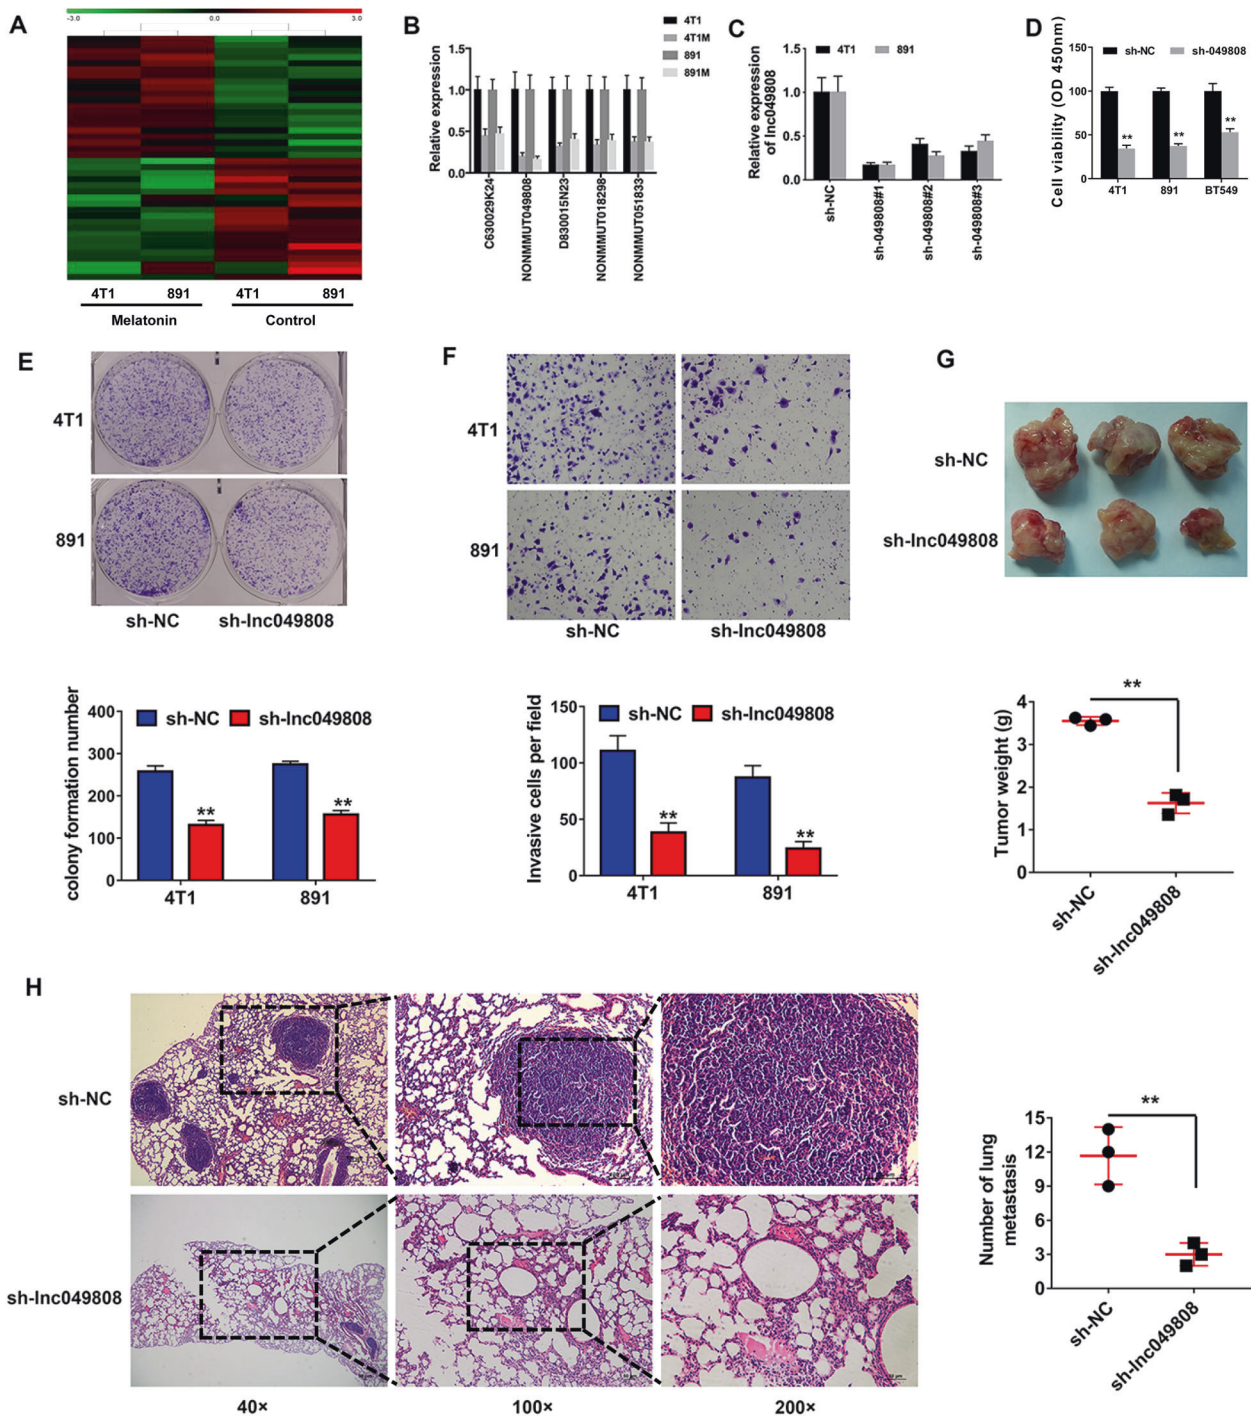 A
-3.0
0.0
3.0
4T1
891
4T1
891
Melatonin
Control
B
4T1
4T1M
891
891M
Relative expression
1.5
1.0
0.5
0.0
C630029K24
NONMMUT049808
D830015N23
NONMMUT018298
NONMMUT051833
C
4T1
891
Relative expression
of lnc049808
1.5
1.0
0.5
0.0
sh-NC
sh-049808#1
sh-049808#2
sh-049808#3
D
sh-NC
sh-049808
Cell viability (OD 450nm)
150
100
50
0
**
**
**
4T1
891
BT549
E
4T1
891
sh-NC
sh-lnc049808
colony formation number
400
300
200
100
0
sh-NC
sh-lnc049808
**
**
4T1
891
F
4T1
891
sh-NC
sh-lnc049808
Invasive cells per field
150
100
50
0
sh-NC
sh-lnc049808
**
**
4T1
891
G
sh-NC
sh-lnc049808
Tumor weight (g)
4
3
2
1
0
**
sh-NC
sh-lnc049808
H
sh-NC
sh-lnc049808
40×
100×
200×
Number of lung
metastasis
15
12
9
6
3
0
**
sh-NC
sh-lnc049808